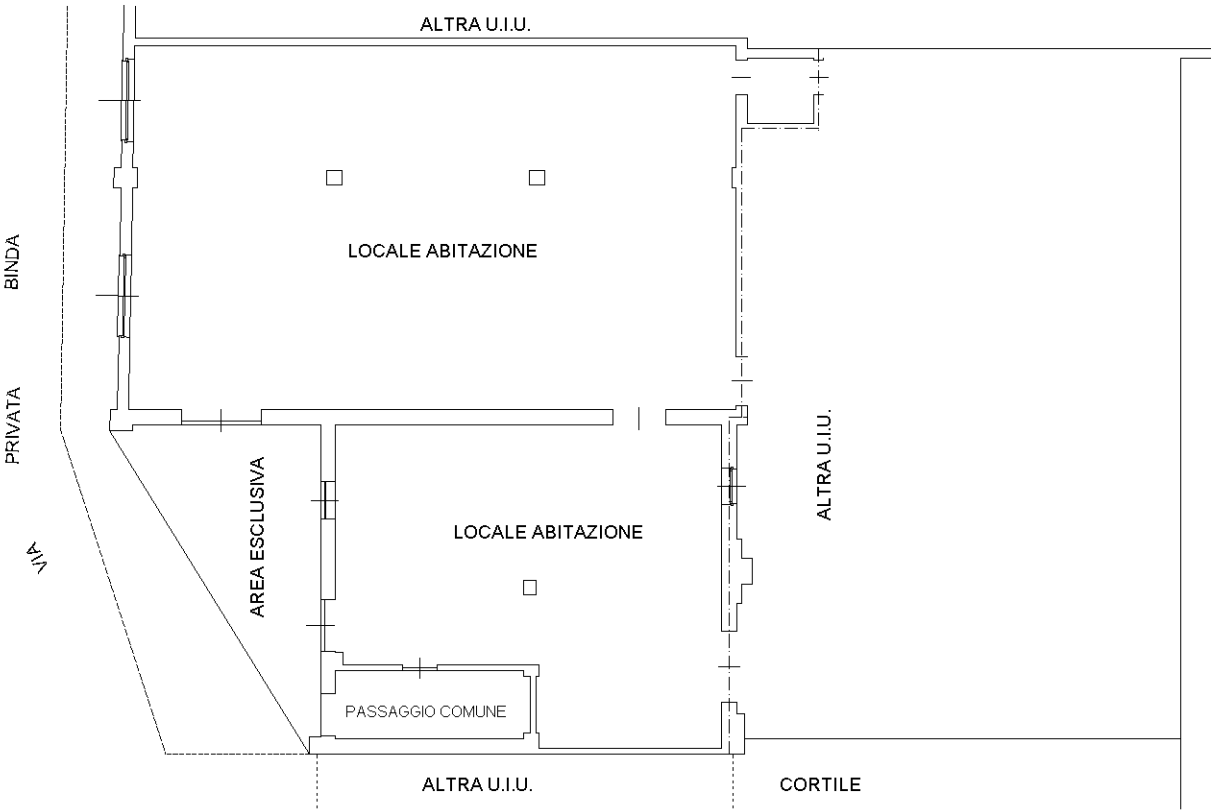 ALTRA U.I.U.
LOCALE ABITAZIONE
VIA PRIVATA BINDA
AREA ESCLUSIVA
LOCALE ABITAZIONE
ALTRA U.I.U.
PASSAGGIO COMUNE
ALTRA U.I.U.
CORTILE